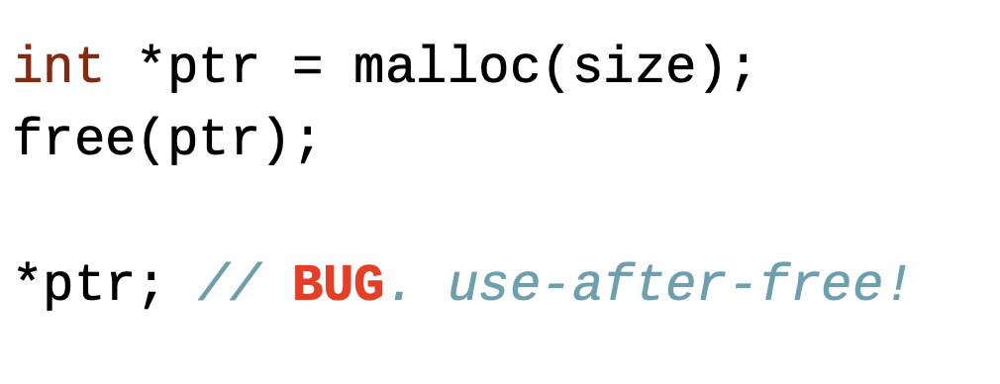 int *ptr = malloc(size);
free(ptr);
*ptr; // BUG. use-after-free!